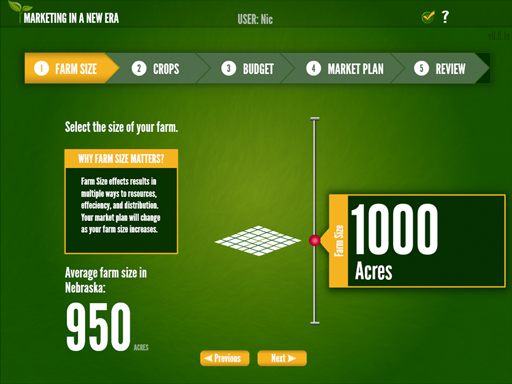 MARKETING IN A NEW ERA
USER: Nic
?
1 FARM SIZE
2 CROPS
3 BUDGET
4 MARKET PLAN
5 REVIEW
Select the size of your farm.
WHY FARM SIZE MATTERS?
Farm Size effects results in
multiple ways to resources,
effeciency, and distribution.
Your market plan will change
as your farm size increases.
Average farm size in
Nebraska:
950 ACRES
Farm Size
1000
Acres
Previous
Next